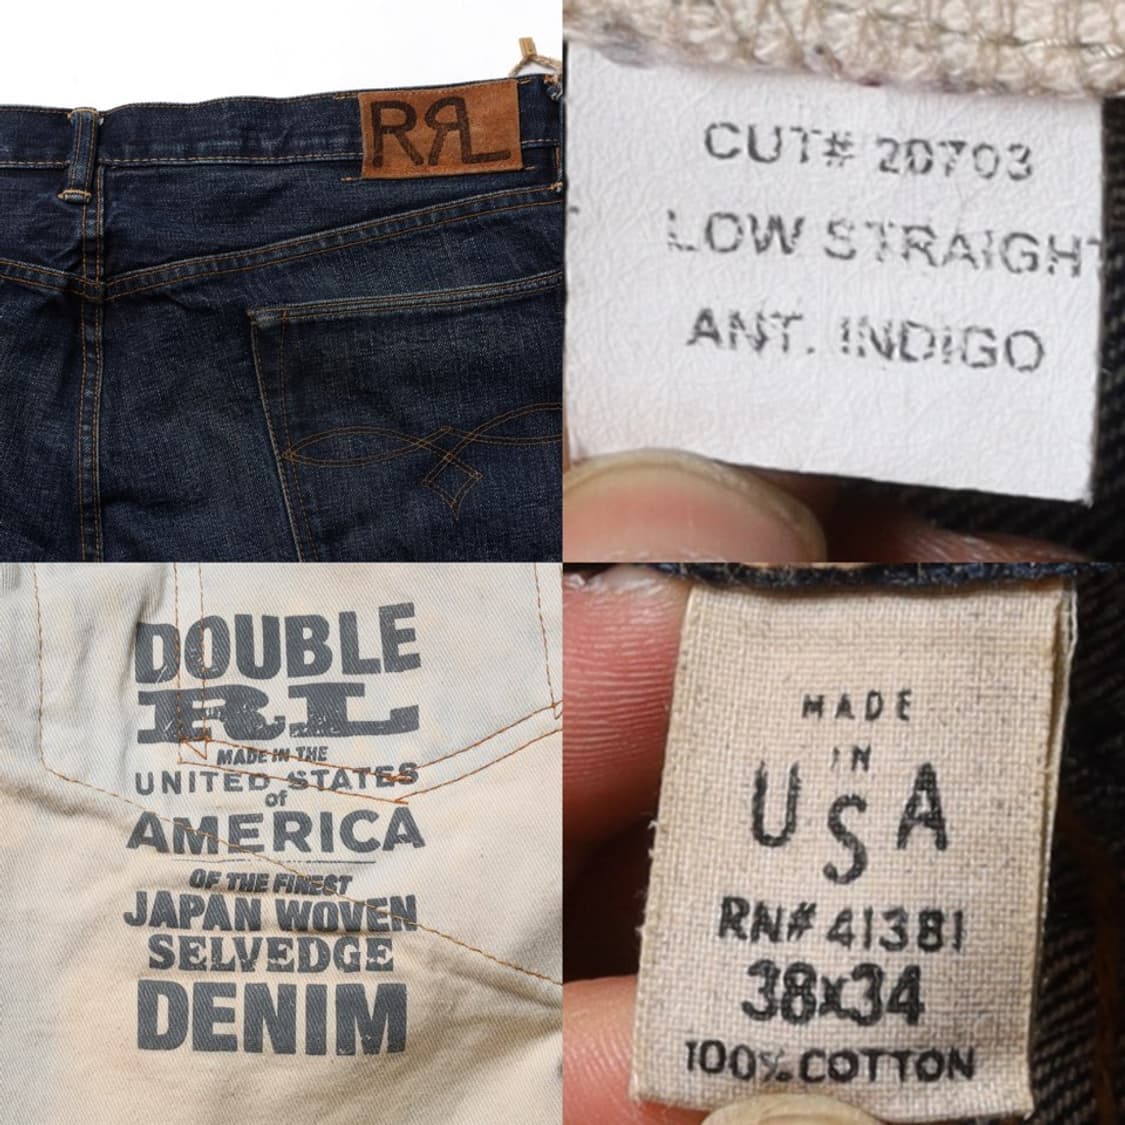 RRL
CUT# 20703
LOW STRAIGHT
ANT. INDIGO
DOUBLE
RL
MADE IN THE
UNITED STATES
of
AMERICA
OF THE FINEST
JAPAN WOVEN
SELVEDGE
DENIM
MADE
IN
USA
RN# 41381
38x34
100% COTTON